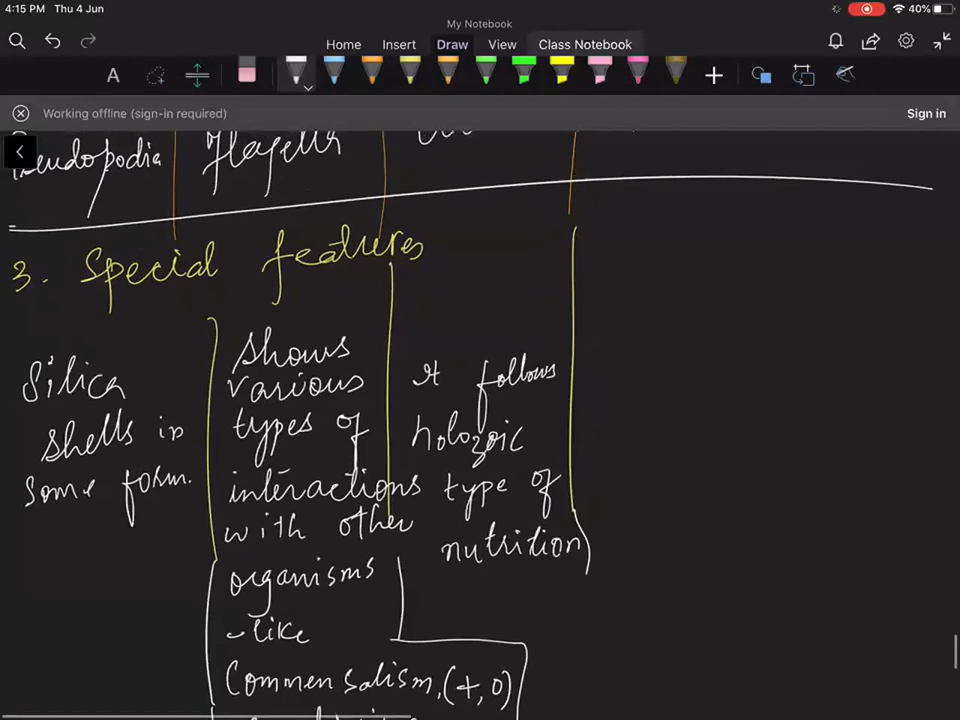 4:15 PM Thu 4 Jun
40%
My Notebook
Home Insert Draw View Class Notebook
A
Working offline (sign-in required) Sign in
Pseudopodia flagella
3. Special features
Silica
shells in
some form.
shows
various
types of
interactions
with other
organisms
- like
Commensalism, (+, 0)
It follows
holozoic
type of
nutrition